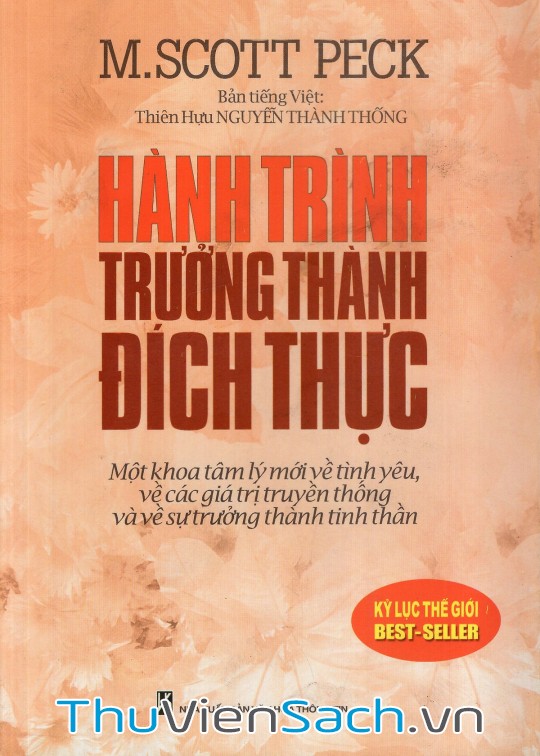 M.SCOTT PECK
Bản tiếng Việt:
Thiên Hựu NGUYỄN THÀNH THỐNG
HÀNH TRÌNH
TRƯỞNG THÀNH
ĐÍCH THỰC
Một khoa tâm lý mới về tình yêu,
về các giá trị truyền thống
và về sự trưởng thành tinh thần
KỶ LỤC THẾ GIỚI
BEST-SELLER
ThuVienSach.vn